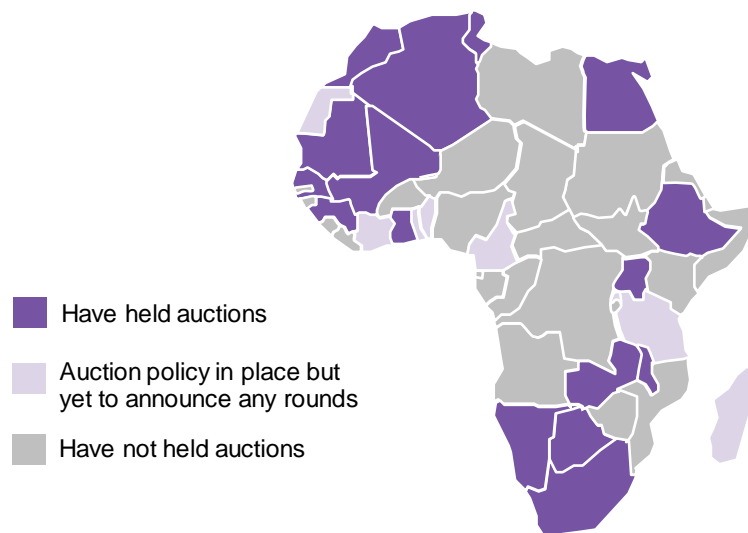 Have held auctions
Auction policy in place but
yet to announce any rounds
Have not held auctions